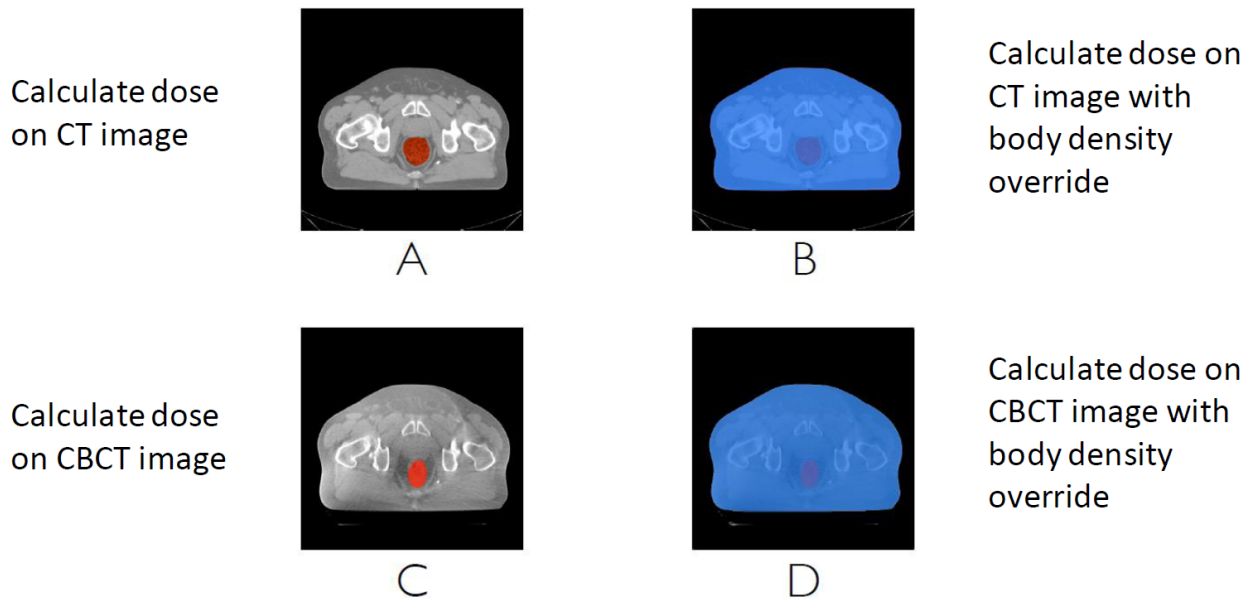 Calculate dose
on CT image
A
B
Calculate dose on
CT image with
body density
override
Calculate dose
on CBCT image
C
D
Calculate dose on
CBCT image with
body density
override